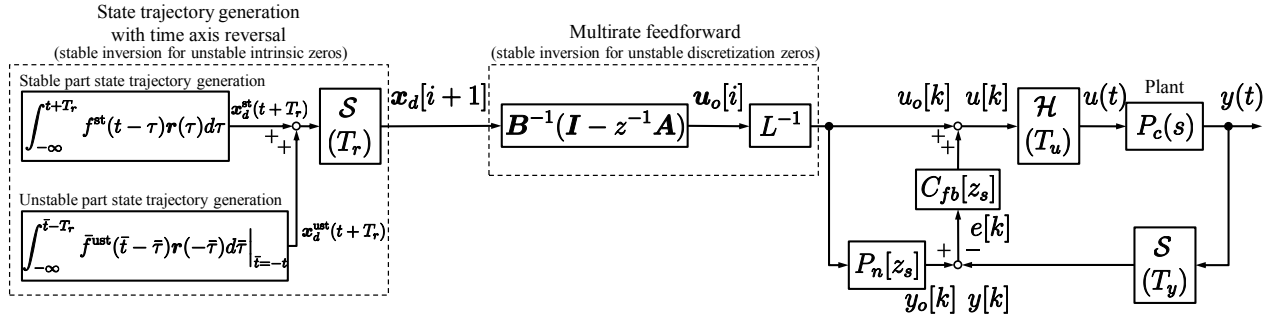 State trajectory generation
with time axis reversal
(stable inversion for unstable intrinsic zeros)
Stable part state trajectory generation
∫_{-∞}^{t+T_r} f^{st}(t − τ)r(τ)dτ
x_d^{st}(t + T_r)
+
+
S
(T_r)
Unstable part state trajectory generation
∫_{-∞}^{t̄−T_r} f̄^{ust}(t̄ − τ̄)r(−τ̄)dτ̄|_{t̄=−t}
x_d^{ust}(t + T_r)
x_d[i + 1]
Multirate feedforward
(stable inversion for unstable discretization zeros)
B^{−1}(I − z^{−1}A)
u_o[i]
L^{−1}
u_o[k]
u[k]
+
+
H
(T_u)
u(t)
Plant
P_c(s)
y(t)
C_{fb}[z_s]
e[k]
P_n[z_s]
+
−
y_o[k]
y[k]
S
(T_y)